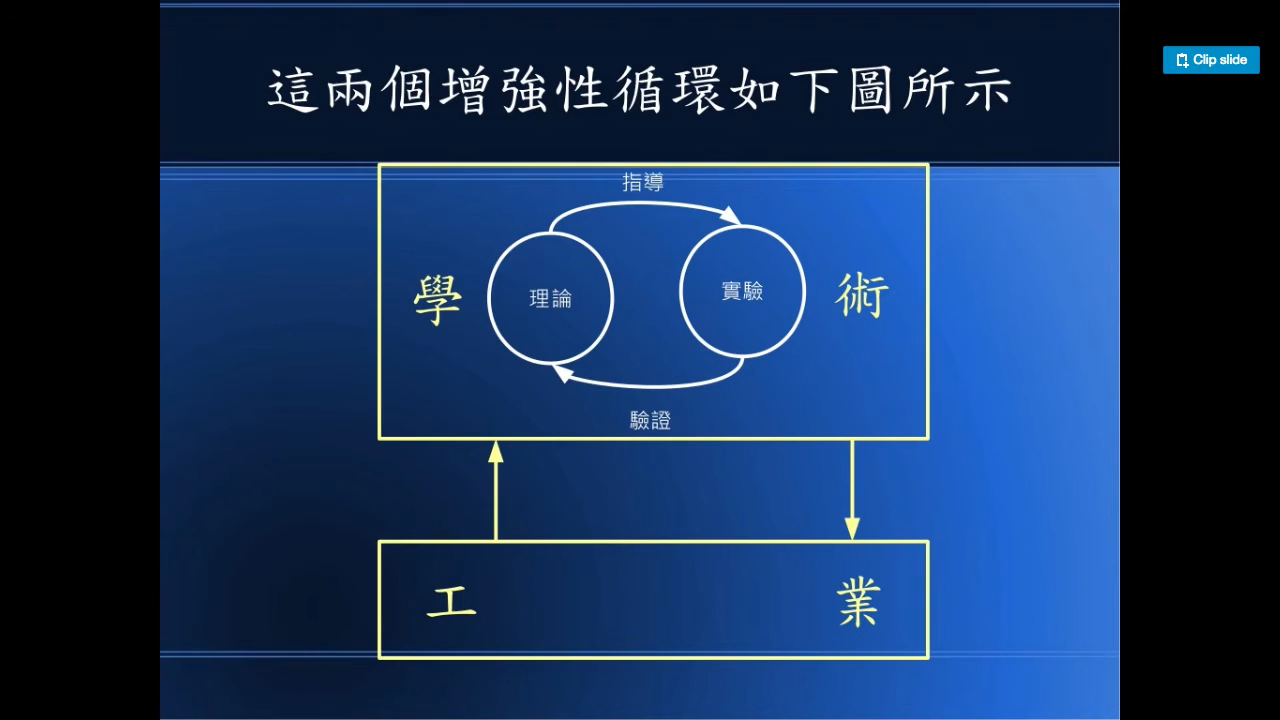 這兩個增強性循環如下圖所示
Clip slide
指導
學 理論 實驗 術
驗證
工 業